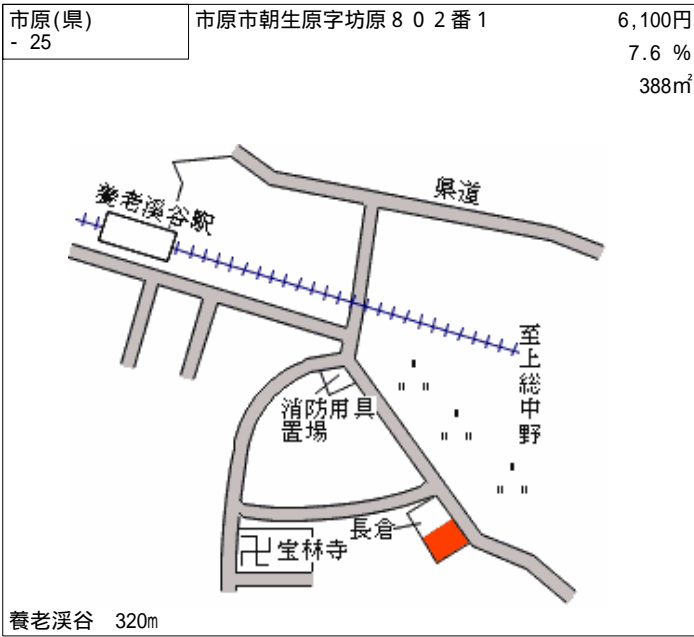 市原(県)
- 25
市原市朝生原字坊原８０２番１
6,100円
7.6 %
388㎡
県道
養老渓谷駅
至上総中野
消防用具
置場
長倉
卍宝林寺
養老渓谷 320m